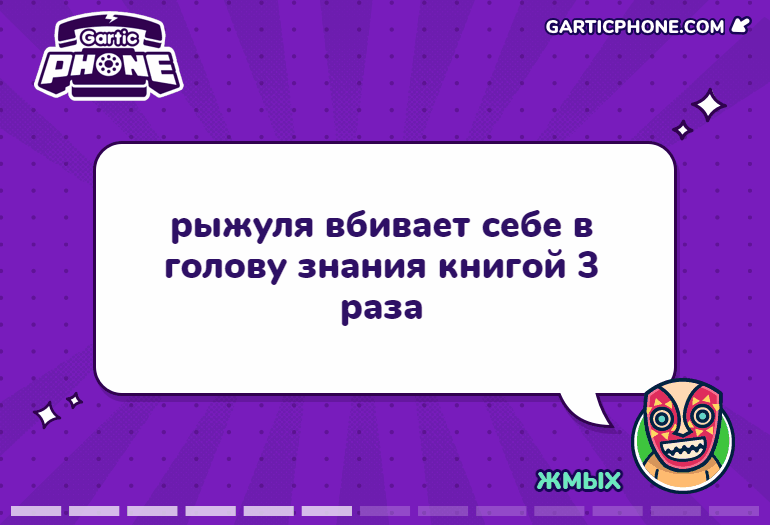 Gartic
PHONE
GARTICPHONE.COM
рыжуля вбивает себе в
голову знания книгой 3
раза
жмых